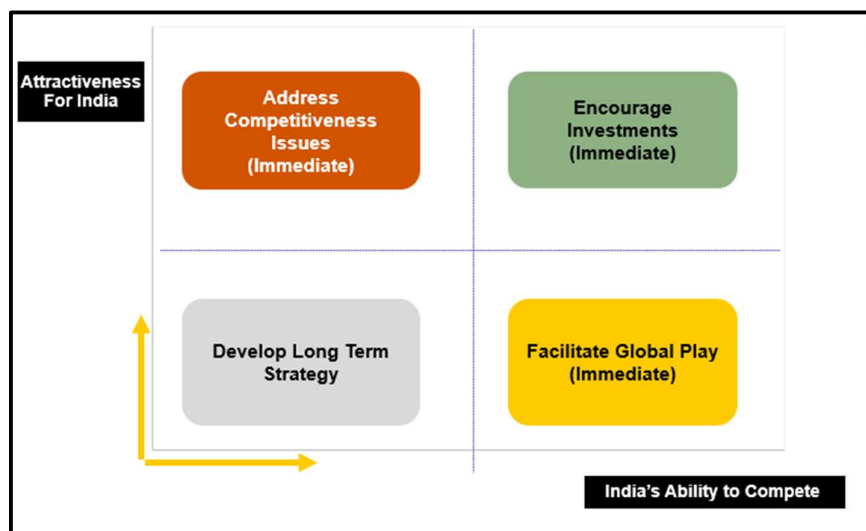 Attractiveness
For India
Address
Competitiveness
Issues
(Immediate)
Encourage
Investments
(Immediate)
Develop Long Term
Strategy
Facilitate Global Play
(Immediate)
India's Ability to Compete